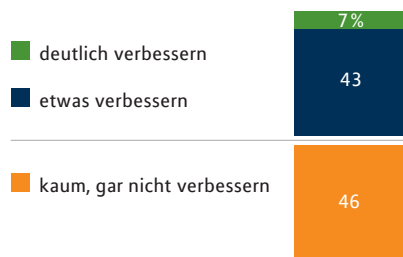 7 %
deutlich verbessern
43
etwas verbessern
kaum, gar nicht verbessern
46